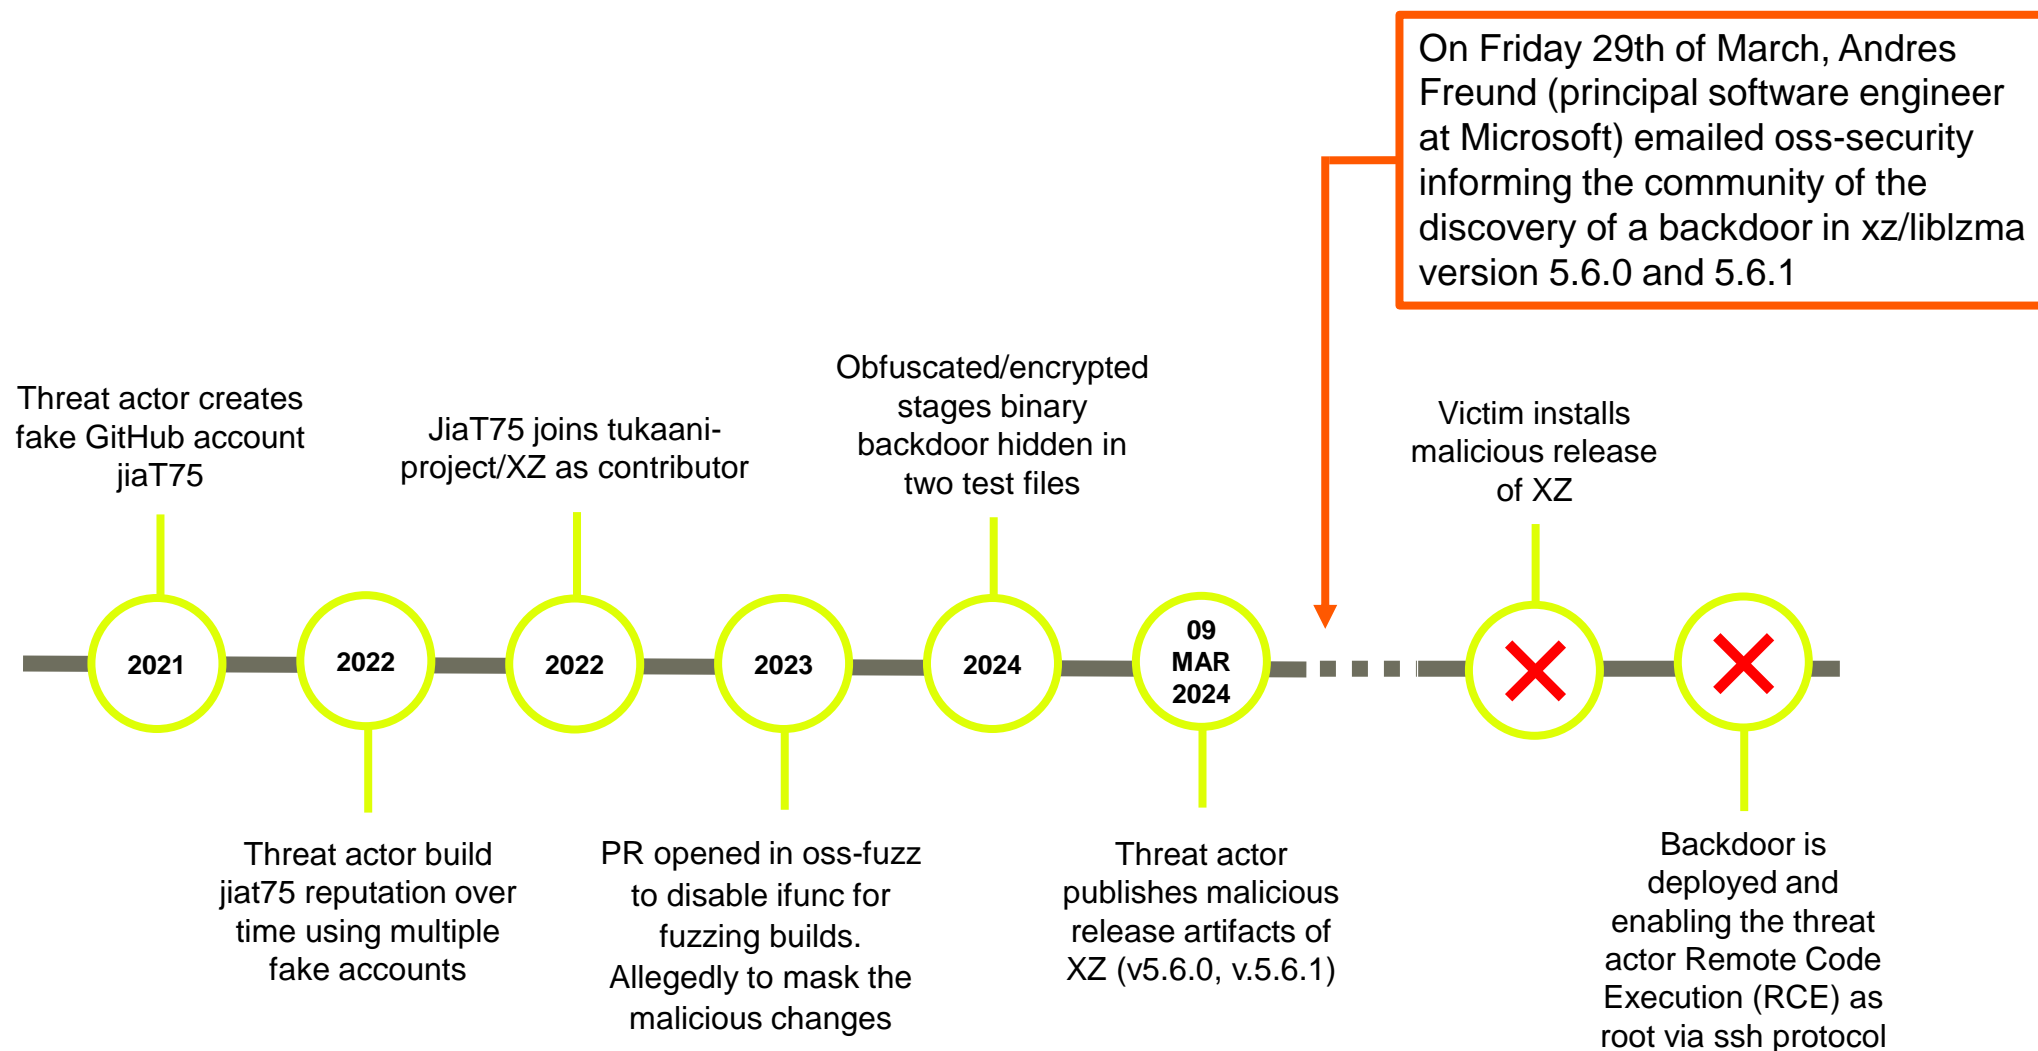 On Friday 29th of March, Andres
Freund (principal software engineer
at Microsoft) emailed oss-security
informing the community of the
discovery of a backdoor in xz/liblzma
version 5.6.0 and 5.6.1
Threat actor creates
fake GitHub account
jiaT75
JiaT75 joins tukaani-
project/XZ as contributor
Obfuscated/encrypted
stages binary
backdoor hidden in
two test files
Victim installs
malicious release
of XZ
2021
2022
2022
2023
2024
09
MAR
2024
Threat actor build
jiat75 reputation over
time using multiple
fake accounts
PR opened in oss-fuzz
to disable ifunc for
fuzzing builds.
Allegedly to mask the
malicious changes
Threat actor
publishes malicious
release artifacts of
XZ (v5.6.0, v.5.6.1)
Backdoor is
deployed and
enabling the threat
actor Remote Code
Execution (RCE) as
root via ssh protocol